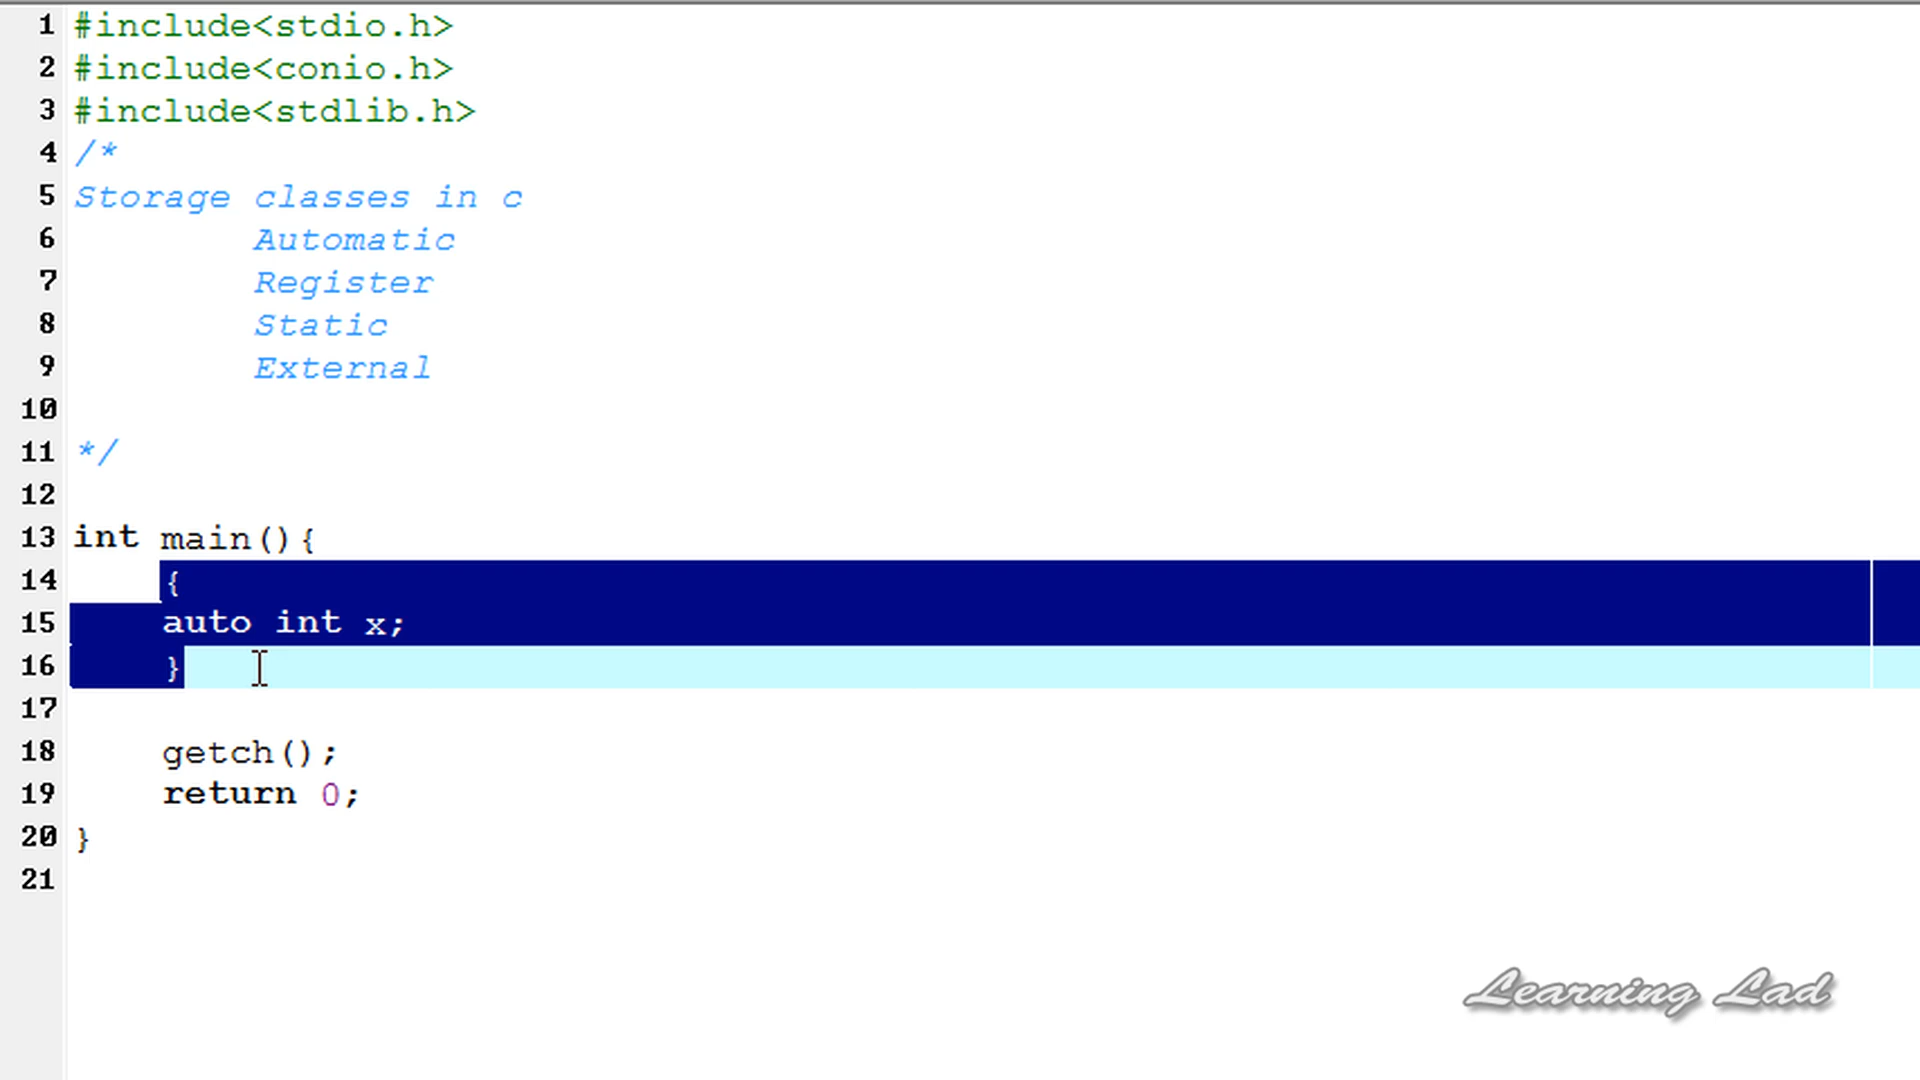 1 #include<stdio.h>
2 #include<conio.h>
3 #include<stdlib.h>
4 /*
5 Storage classes in c
6         Automatic
7         Register
8         Static
9         External
10
11 */
12
13 int main(){
14     {
15     auto int x;
16     }
17
18     getch();
19     return 0;
20 }
21
Learning Lad